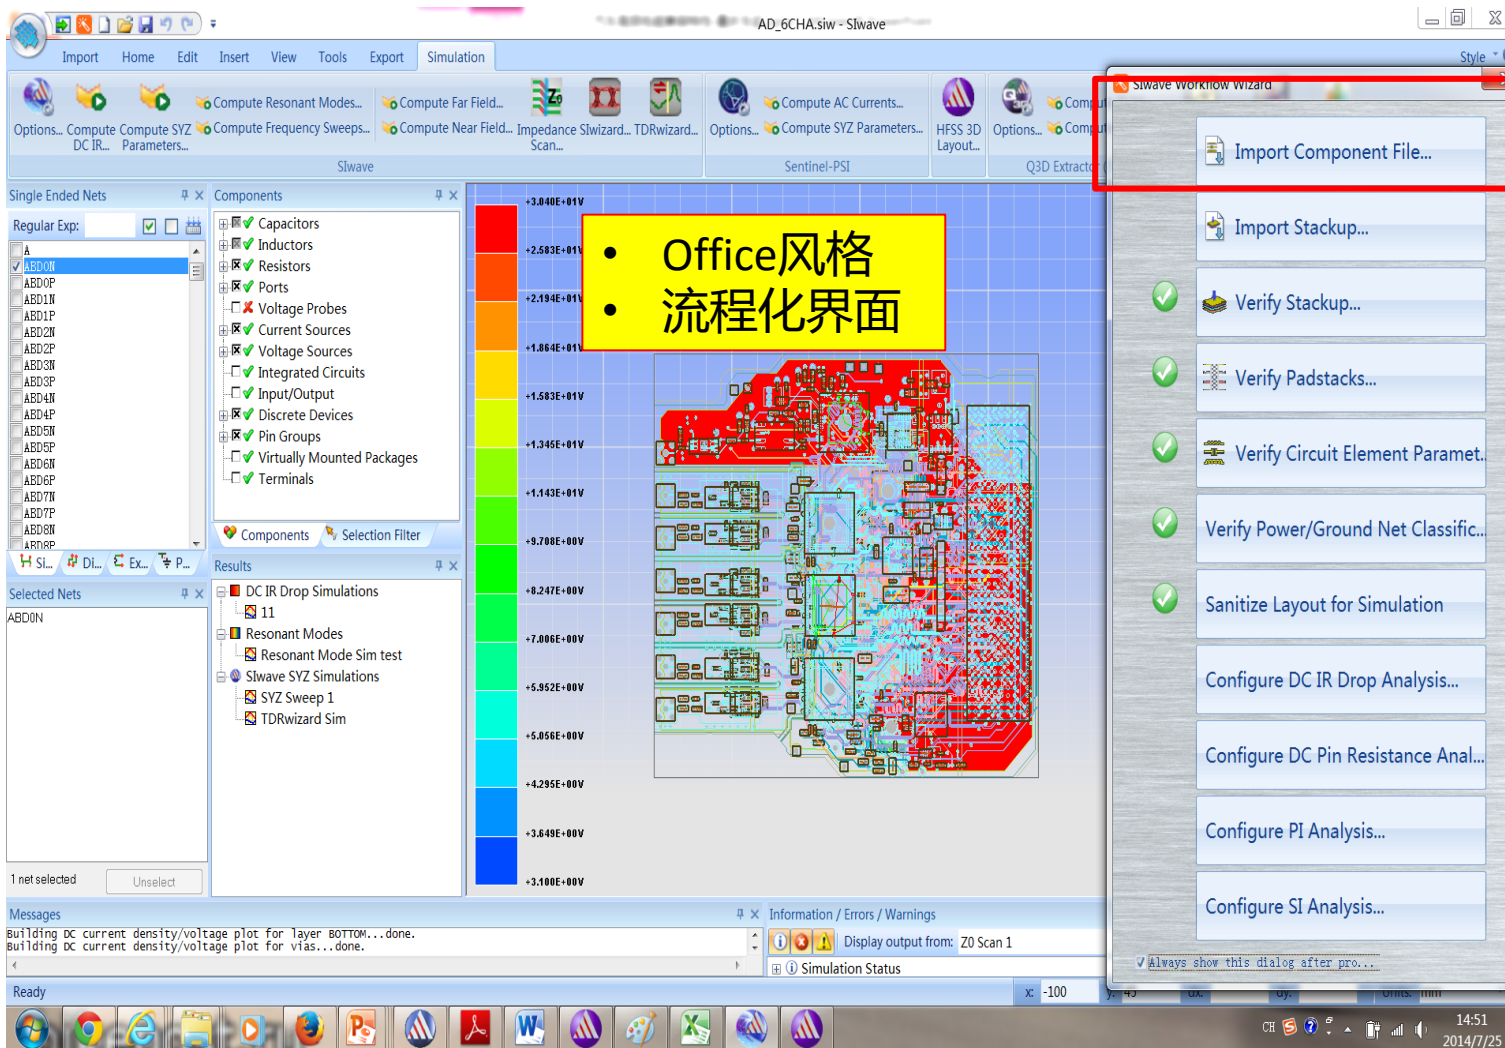 AD_6CHA.siw - SIwave
Import Home Edit Insert View Tools Export Simulation
Style
Options... Compute DC IR... Compute SYZ Parameters...
Compute Resonant Modes...
Compute Frequency Sweeps...
Compute Far Field...
Compute Near Field...
Impedance Scan... SIwizard... TDRwizard...
SIwave
Options...
Compute AC Currents...
Compute SYZ Parameters...
Sentinel-PSI
HFSS 3D Layout...
Options...
Q3D Extractor
Single Ended Nets
Regular Exp:
A
ABD0N
ABD0P
ABD1N
ABD1P
ABD2N
ABD2P
ABD3N
ABD3P
ABD4N
ABD4P
ABD5N
ABD5P
ABD6N
ABD6P
ABD7N
ABD7P
ABD8N
ABD8P
Si... Di... Ex... P...
Selected Nets
ABD0N
1 net selected
Unselect
Components
Capacitors
Inductors
Resistors
Ports
Voltage Probes
Current Sources
Voltage Sources
Integrated Circuits
Input/Output
Discrete Devices
Pin Groups
Virtually Mounted Packages
Terminals
Components Selection Filter
Results
DC IR Drop Simulations
11
Resonant Modes
Resonant Mode Sim test
SIwave SYZ Simulations
SYZ Sweep 1
TDRwizard Sim
+3.040E+01V
+2.583E+01V
+2.194E+01V
+1.864E+01V
+1.583E+01V
+1.345E+01V
+1.143E+01V
+9.708E+00V
+8.247E+00V
+7.006E+00V
+5.952E+00V
+5.056E+00V
+4.295E+00V
+3.649E+00V
+3.100E+00V
• Office风格
• 流程化界面
SIwave Workflow Wizard
Import Component File...
Import Stackup...
Verify Stackup...
Verify Padstacks...
Verify Circuit Element Paramet...
Verify Power/Ground Net Classific...
Sanitize Layout for Simulation
Configure DC IR Drop Analysis...
Configure DC Pin Resistance Anal...
Configure PI Analysis...
Configure SI Analysis...
Always show this dialog after pro...
Messages
Building DC current density/voltage plot for layer BOTTOM...done.
Building DC current density/voltage plot for vias...done.
Information / Errors / Warnings
Display output from: Z0 Scan 1
Simulation Status
Ready
x: -100 y: 45 dx: dy: Units: mm
CH
14:51
2014/7/25